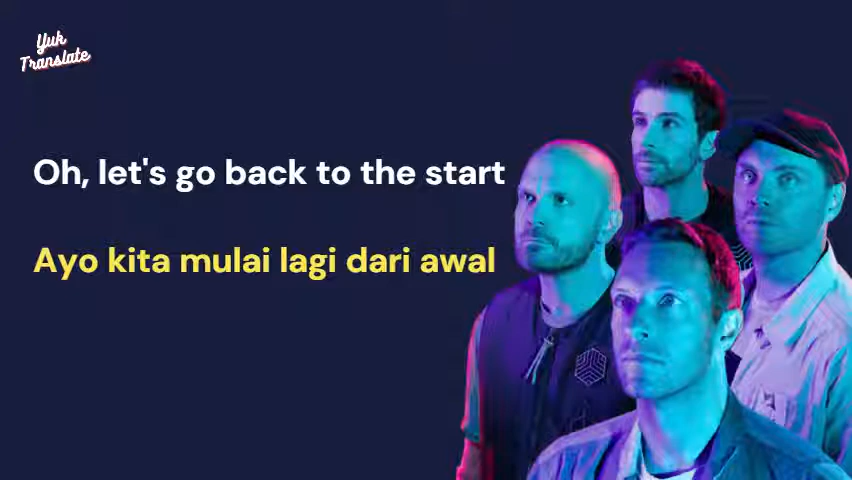 Yuk
Translate
Oh, let's go back to the start
Ayo kita mulai lagi dari awal